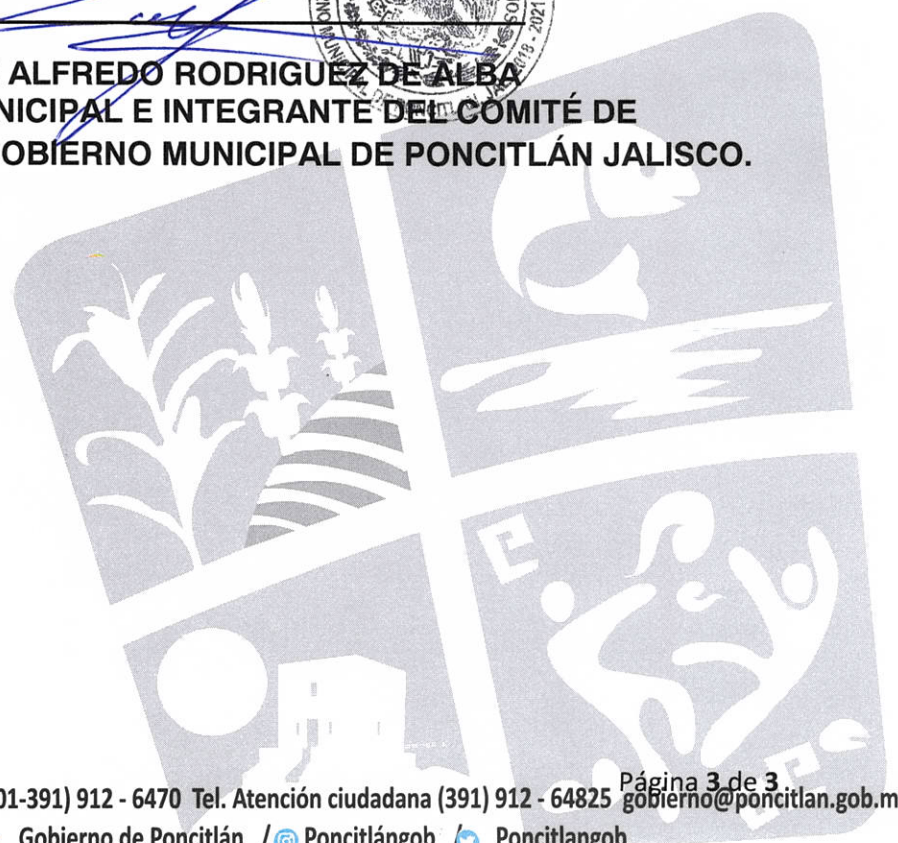 ALFREDO RODRIGUEZ DE ALBA
NICIPAL E INTEGRANTE DEL COMITÉ DE
OBIERNO MUNICIPAL DE PONCITLÁN JALISCO.
Página 3 de 3
01-391) 912 - 6470 Tel. Atención ciudadana (391) 912 - 64825 gobierno@poncitlan.gob.m
Gobierno de Poncitlán / Poncitlángob / Poncitlangob